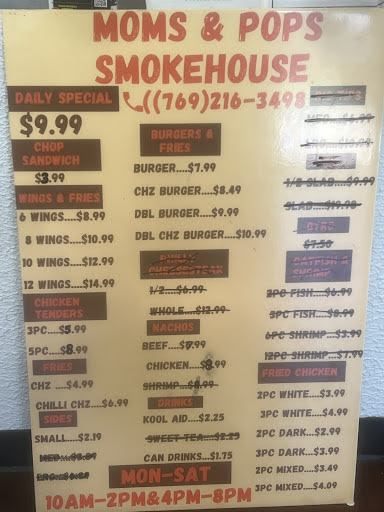 MOMS & POPS
SMOKEHOUSE
DAILY SPECIAL
((769)216-3498
$9.99
CHOP
SANDWICH
$3.99
WINGS & FRIES
6 WINGS....$8.99
8 WINGS....$10.99
10 WINGS...$12.99
12 WINGS...$14.99
CHICKEN
TENDERS
3PC....$5.99
5PC....$8.99
FRIES
CHZ ....$4.99
CHILLI CHZ....$6.99
SIDES
SMALL....$2.19
MED...$3.69
BURGERS &
FRIES
BURGER....$7.99
CHZ BURGER....$8.49
DBL BURGER....$9.99
DBL CHZ BURGER....$10.99
CHEESESTEAK
1/2....$6.99
WHOLE....$12.99
NACHOS
BEEF....$7.99
CHICKEN....$8.99
SHRIMP....$8.99
DRINKS
KOOL AID....$2.25
SWEET TEA....$2.25
CAN DRINKS...$1.75
1/2 SLAB....$9.99
SLAB....$19.98
GYRO
$7.50
CATFISH &
SHRIMP
2PC FISH....$6.99
3PC FISH....$8.99
6PC SHRIMP...$3.99
12PC SHRIMP...$7.99
FRIED CHICKEN
2PC WHITE....$3.99
3PC WHITE....$4.99
2PC DARK...$2.99
3PC DARK....$3.99
2PC MIXED....$3.49
3PC MIXED....$4.09
MON-SAT
10AM-2PM&4PM-8PM